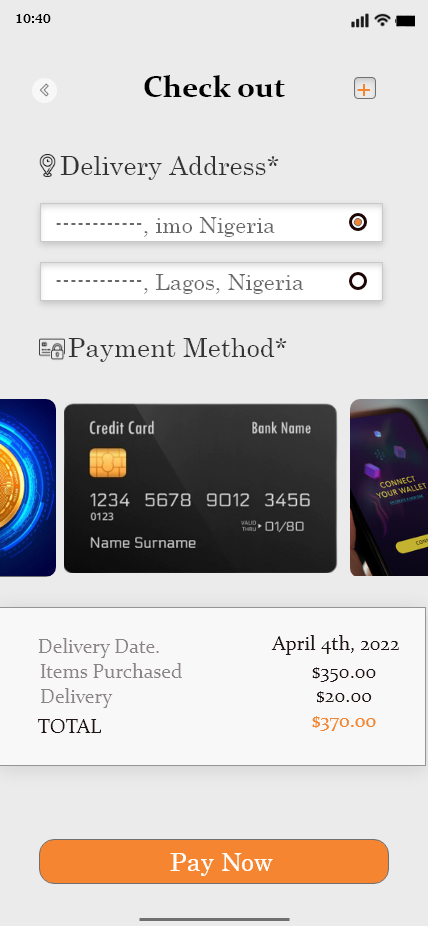 10:40
Check out
Delivery Address*
------------, imo Nigeria
------------, Lagos, Nigeria
Payment Method*
Credit Card
Bank Name
1234 5678 9012 3456
0123
VALID THRU 01/80
Name Surname
CONNECT
YOUR WALLET
Delivery Date.
April 4th, 2022
Items Purchased
$350.00
Delivery
$20.00
TOTAL
$370.00
Pay Now